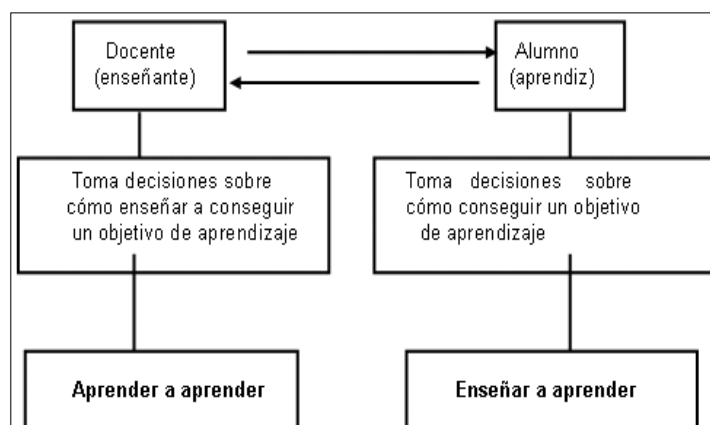 Docente
(enseñante)
Alumno
(aprendiz)
Toma decisiones sobre
cómo enseñar a conseguir
un objetivo de aprendizaje
Toma decisiones sobre
cómo conseguir un objetivo
de aprendizaje
Aprender a aprender
Enseñar a aprender